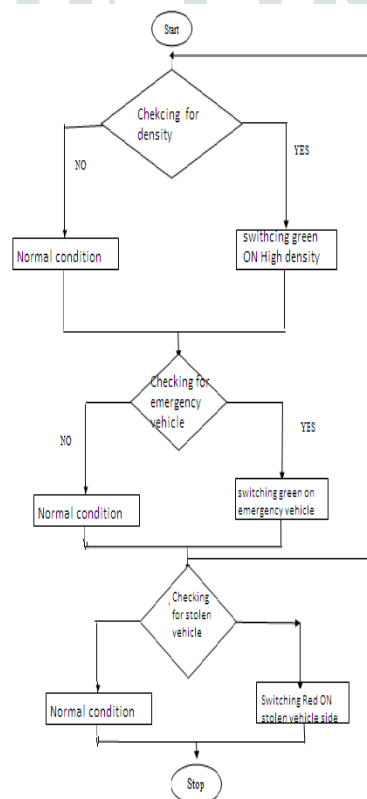 Start
Chekcing for
density
NO
YES
Normal condition
swithcing green
ON High density
Checking for
emergency
vehicle
NO
YES
Normal condition
switching green on
emergency vehicle
Checking
for stolen
vehicle
Normal condition
Switching Red ON
stolen vehicle side
Stop